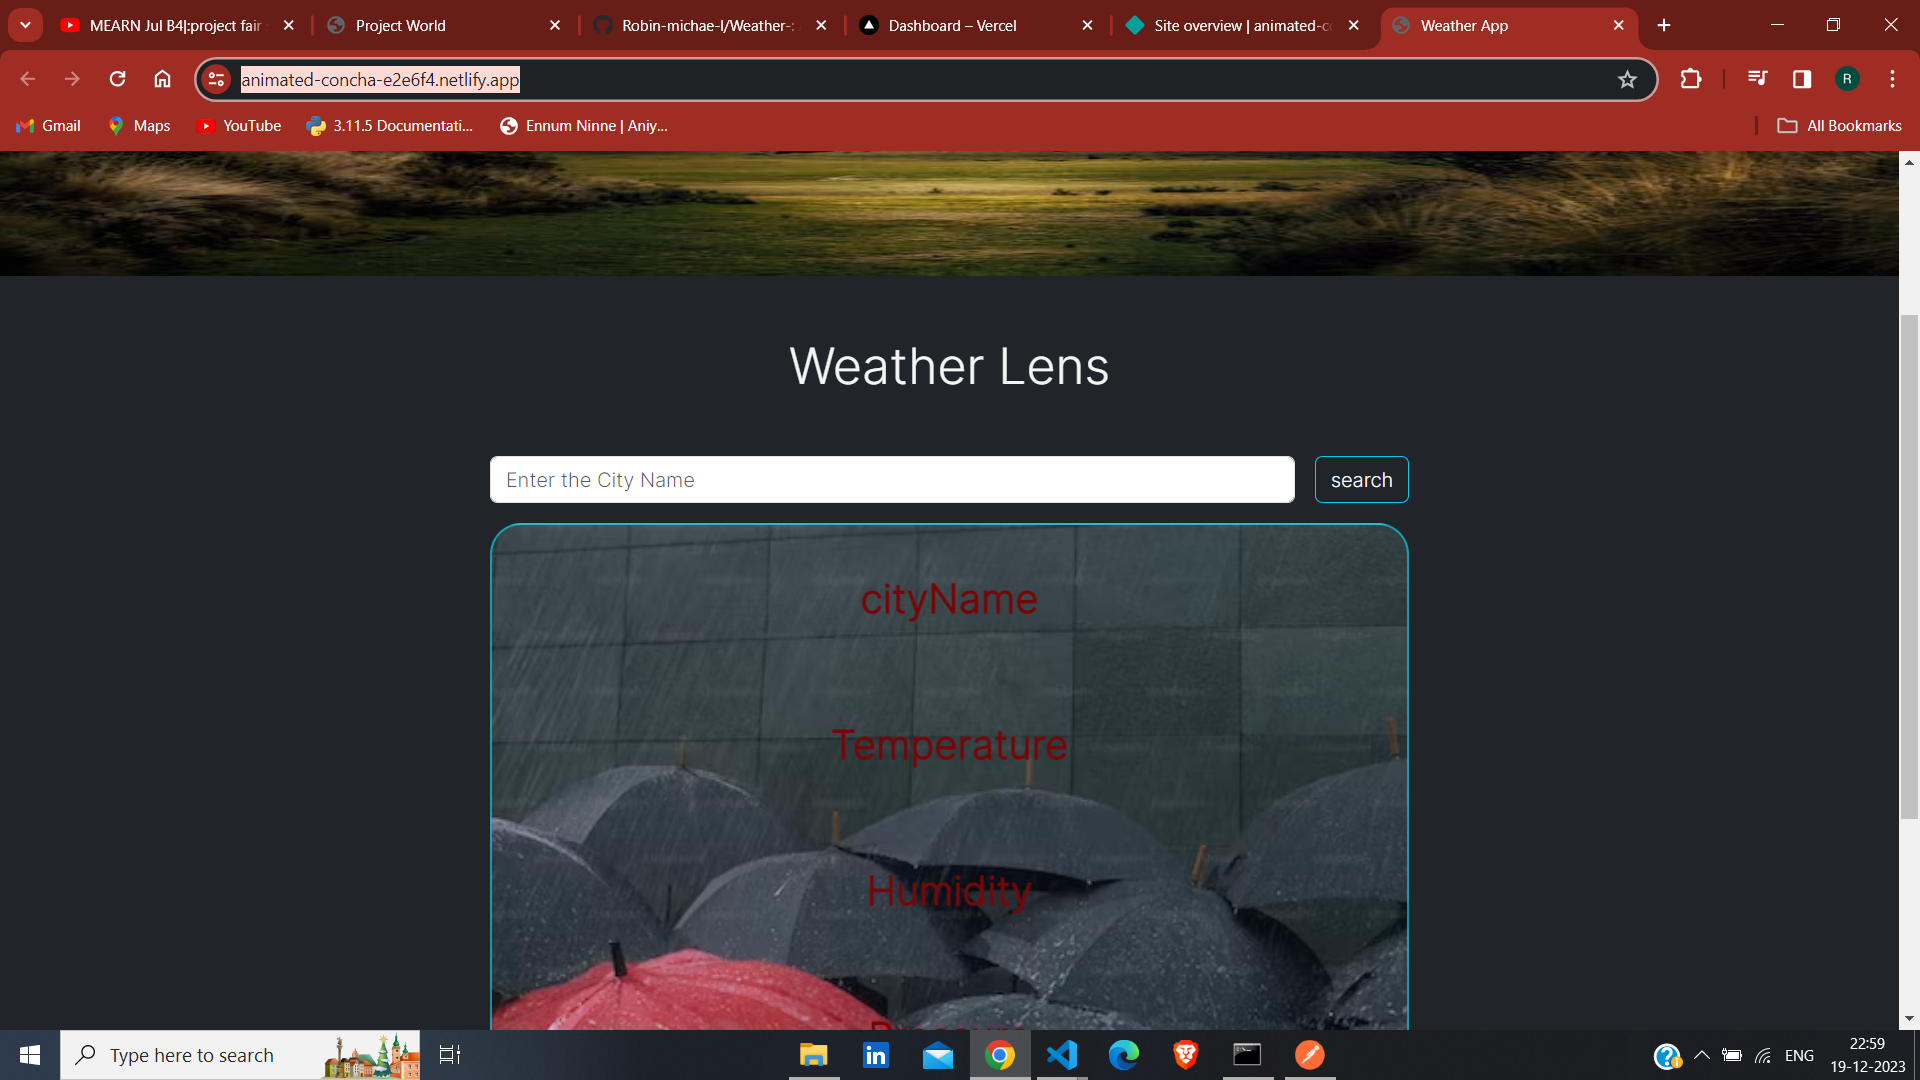 MEARN Jul B4|:project fair
Project World
Robin-michae-l/Weather-:
Dashboard – Vercel
Site overview | animated-c
Weather App
animated-concha-e2e6f4.netlify.app
R
Gmail
Maps
YouTube
3.11.5 Documentati...
Ennum Ninne | Aniy...
All Bookmarks
Weather Lens
Enter the City Name
search
cityName
Temperature
Humidity
Type here to search
ENG
22:59
19-12-2023